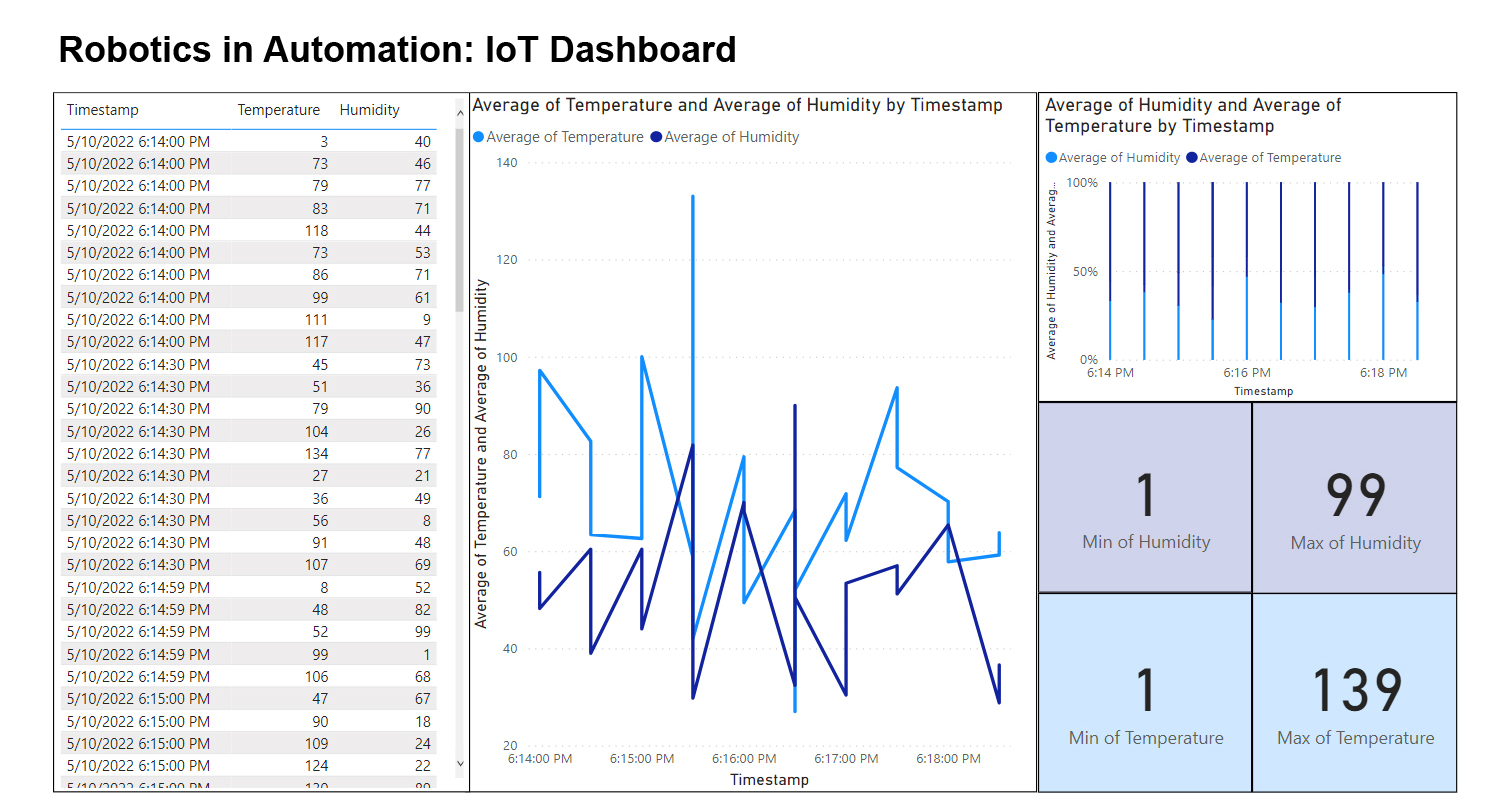 Robotics in Automation: IoT Dashboard
Timestamp Temperature Humidity
5/10/2022 6:14:00 PM 3 40
5/10/2022 6:14:00 PM 73 46
5/10/2022 6:14:00 PM 79 77
5/10/2022 6:14:00 PM 83 71
5/10/2022 6:14:00 PM 118 44
5/10/2022 6:14:00 PM 73 53
5/10/2022 6:14:00 PM 86 71
5/10/2022 6:14:00 PM 99 61
5/10/2022 6:14:00 PM 111 9
5/10/2022 6:14:00 PM 117 47
5/10/2022 6:14:30 PM 45 73
5/10/2022 6:14:30 PM 51 36
5/10/2022 6:14:30 PM 79 90
5/10/2022 6:14:30 PM 104 26
5/10/2022 6:14:30 PM 134 77
5/10/2022 6:14:30 PM 27 21
5/10/2022 6:14:30 PM 36 49
5/10/2022 6:14:30 PM 56 8
5/10/2022 6:14:30 PM 91 48
5/10/2022 6:14:30 PM 107 69
5/10/2022 6:14:59 PM 8 52
5/10/2022 6:14:59 PM 48 82
5/10/2022 6:14:59 PM 52 99
5/10/2022 6:14:59 PM 99 1
5/10/2022 6:14:59 PM 106 68
5/10/2022 6:15:00 PM 47 67
5/10/2022 6:15:00 PM 90 18
5/10/2022 6:15:00 PM 109 24
5/10/2022 6:15:00 PM 124 22
Average of Temperature and Average of Humidity by Timestamp
Average of Temperature Average of Humidity
Average of Temperature and Average of Humidity
140
120
100
80
60
40
20
6:14:00 PM 6:15:00 PM 6:16:00 PM 6:17:00 PM 6:18:00 PM
Timestamp
Average of Humidity and Average of
Temperature by Timestamp
Average of Humidity Average of Temperature
Average of Humidity and Averag...
100%
50%
0%
6:14 PM 6:16 PM 6:18 PM
Timestamp
1
Min of Humidity
99
Max of Humidity
1
Min of Temperature
139
Max of Temperature